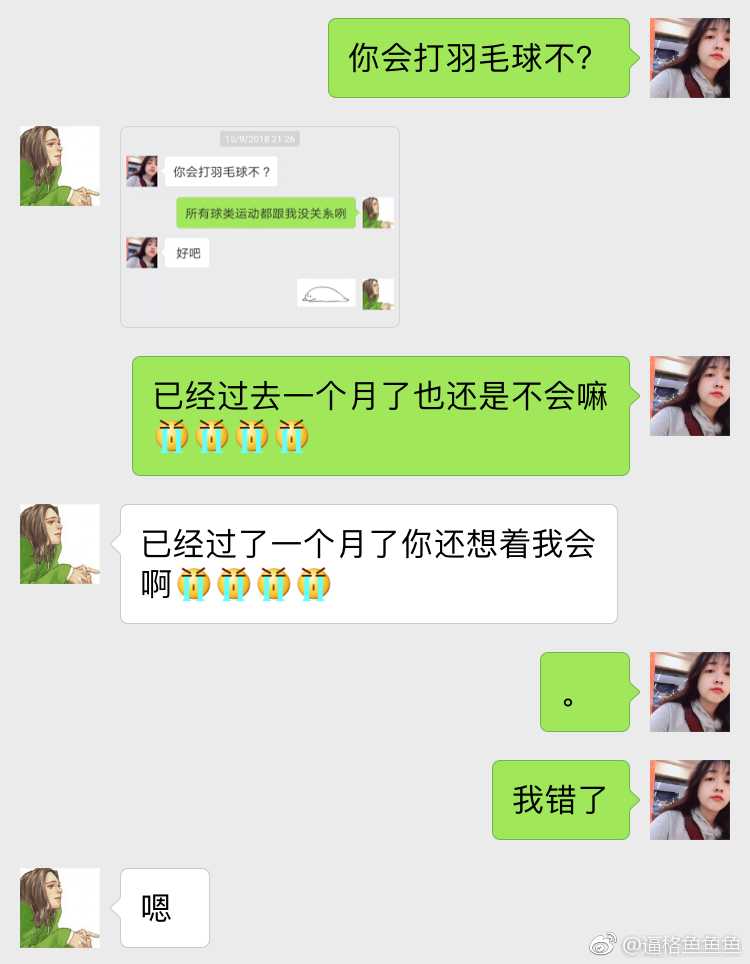 你会打羽毛球不?
10/9/2018 21:26
你会打羽毛球不？
所有球类运动都跟我没关系咧
好吧
已经过去一个月了也还是不会嘛
😭😭😭😭
已经过了一个月了你还想着我会
啊😭😭😭😭
。
我错了
嗯
@逼格鱼鱼鱼